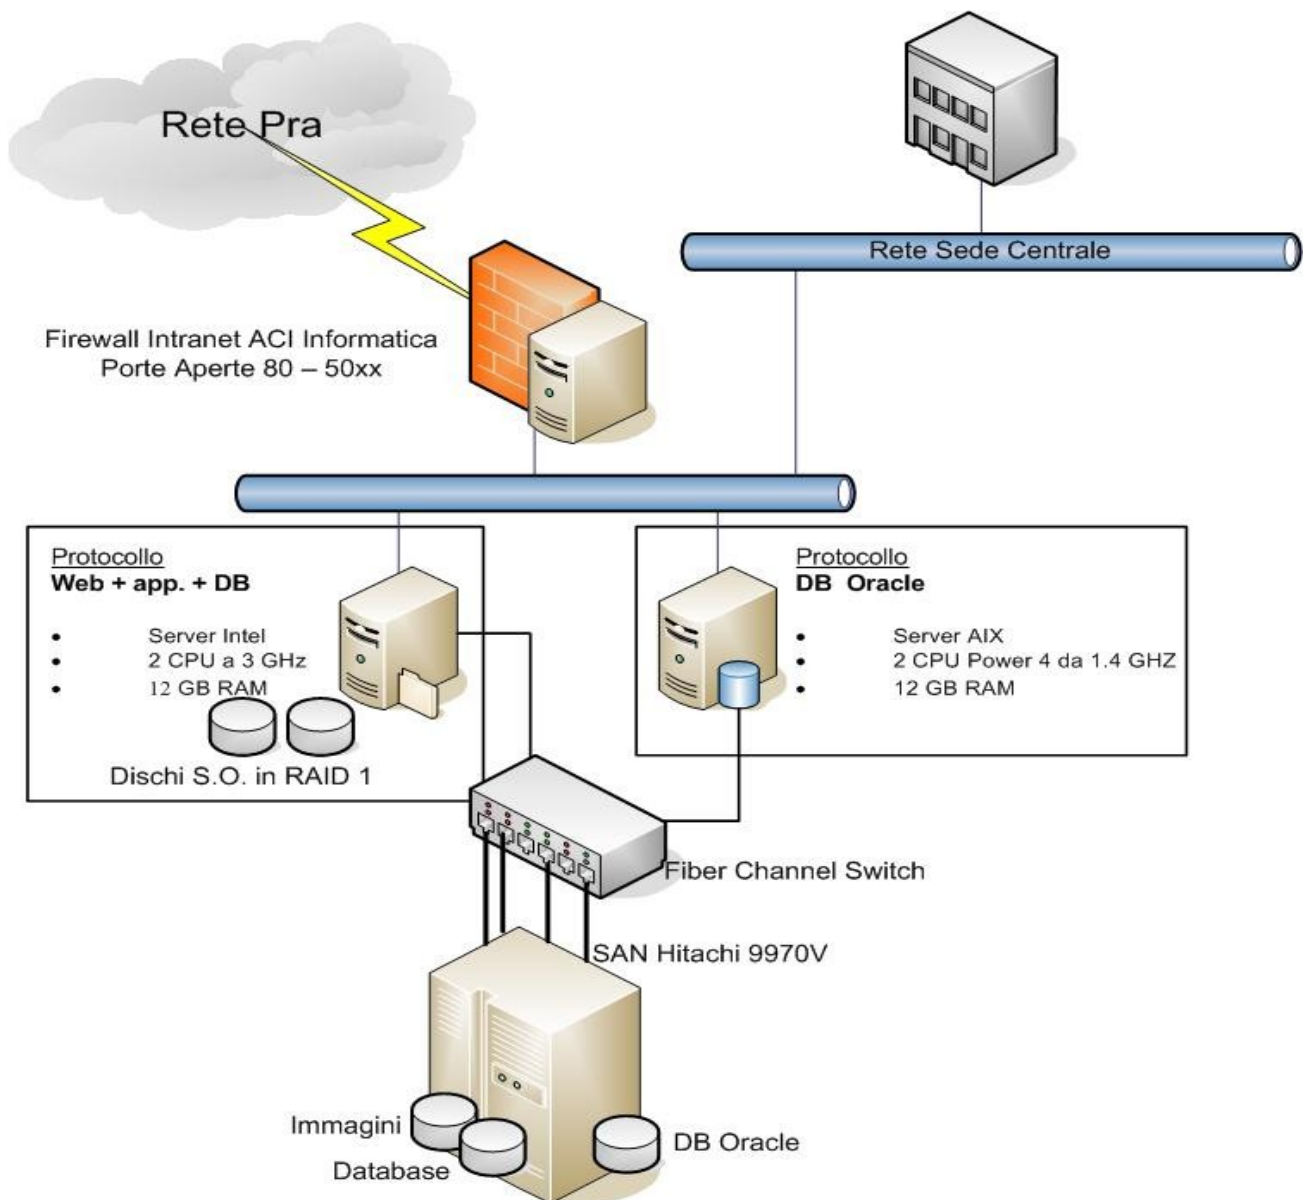 Rete Pra
Rete Sede Centrale
Firewall Intranet ACI Informatica
Porte Aperte 80 – 50xx
Protocollo
Web + app. + DB
• Server Intel
• 2 CPU a 3 GHz
• 12 GB RAM
Dischi S.O. in RAID 1
Protocollo
DB Oracle
• Server AIX
• 2 CPU Power 4 da 1.4 GHZ
• 12 GB RAM
Fiber Channel Switch
SAN Hitachi 9970V
Immagini
Database
DB Oracle